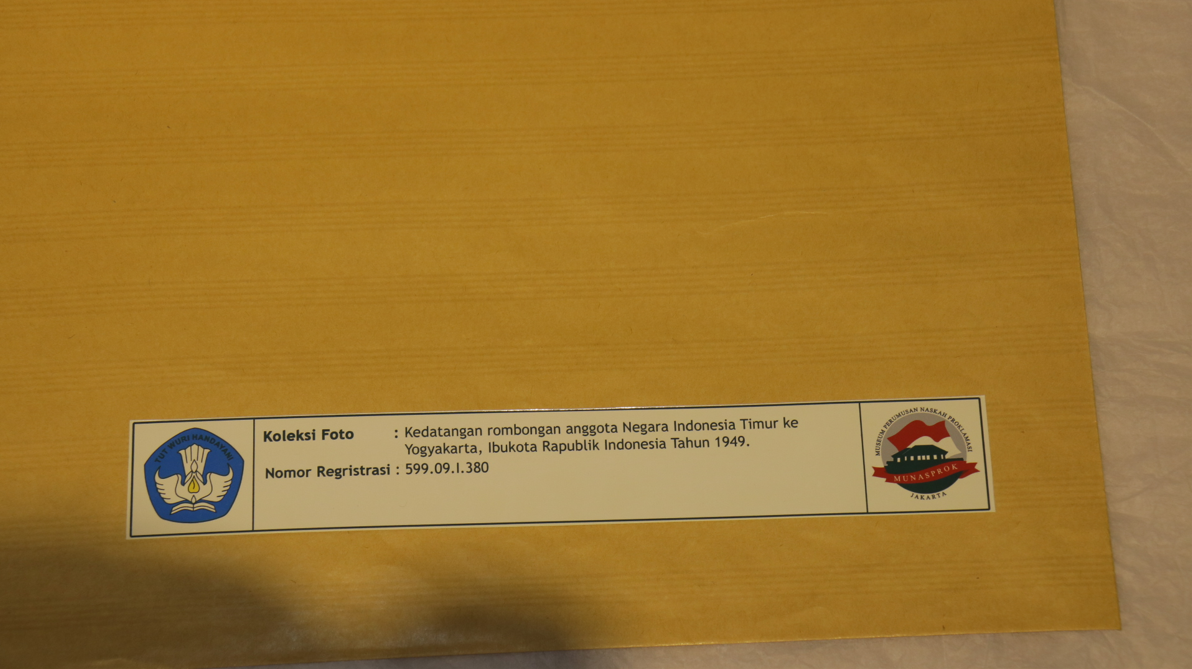 TUT WURI HANDAYANI
Koleksi Foto : Kedatangan rombongan anggota Negara Indonesia Timur ke
Yogyakarta, Ibukota Rapublik Indonesia Tahun 1949.
Nomor Regristrasi : 599.09.I.380
MUSEUM PERUMUSAN NASKAH PROKLAMASI
MUNASPROK
JAKARTA